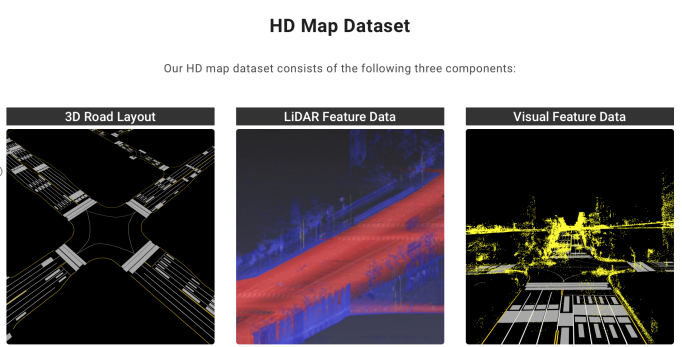 HD Map Dataset
Our HD map dataset consists of the following three components:
3D Road Layout
LiDAR Feature Data
Visual Feature Data